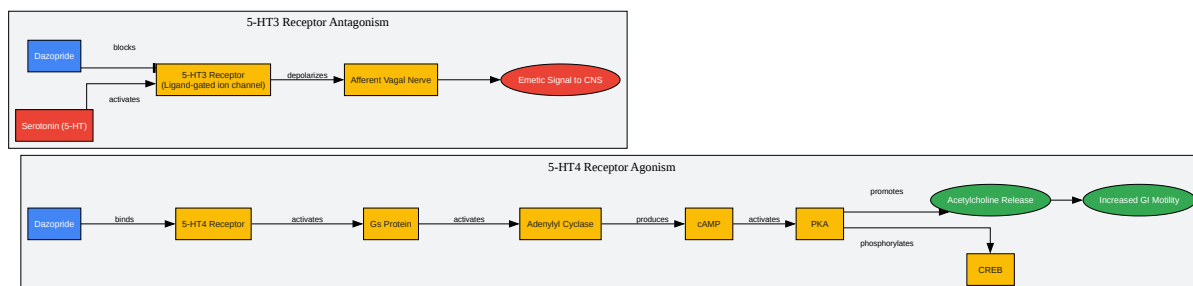 5-HT3 Receptor Antagonism
Dazopride
blocks
5-HT3 Receptor
(Ligand-gated ion channel)
depolarizes
Afferent Vagal Nerve
Emetic Signal to CNS
activates
Serotonin (5-HT)
5-HT4 Receptor Agonism
Dazopride
binds
5-HT4 Receptor
activates
Gs Protein
activates
Adenylyl Cyclase
produces
cAMP
activates
PKA
promotes
Acetylcholine Release
Increased GI Motility
phosphorylates
CREB